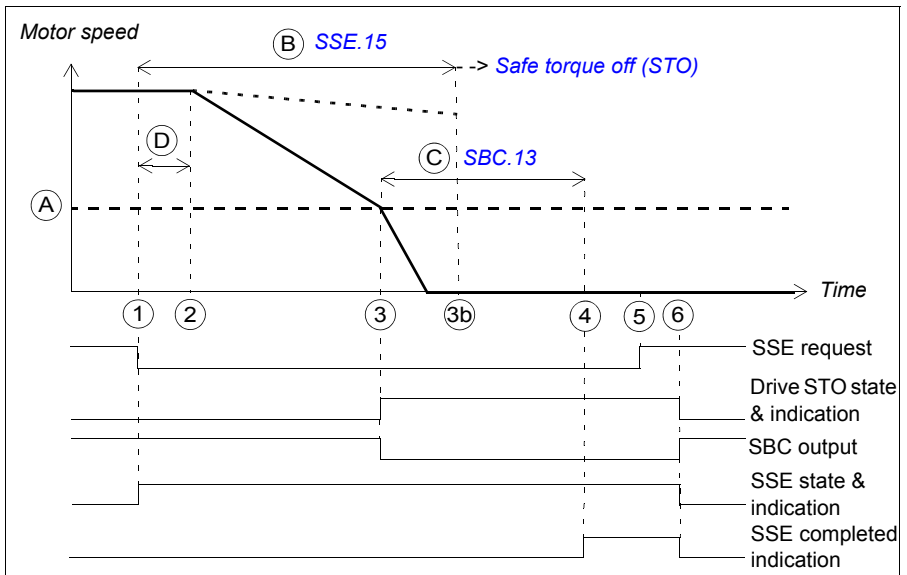 Motor speed
B SSE.15
Safe torque off (STO)
D
C SBC.13
A
Time
1 2 3 3b 4 5 6
SSE request
Drive STO state
& indication
SBC output
SSE state &
indication
SSE completed
indication